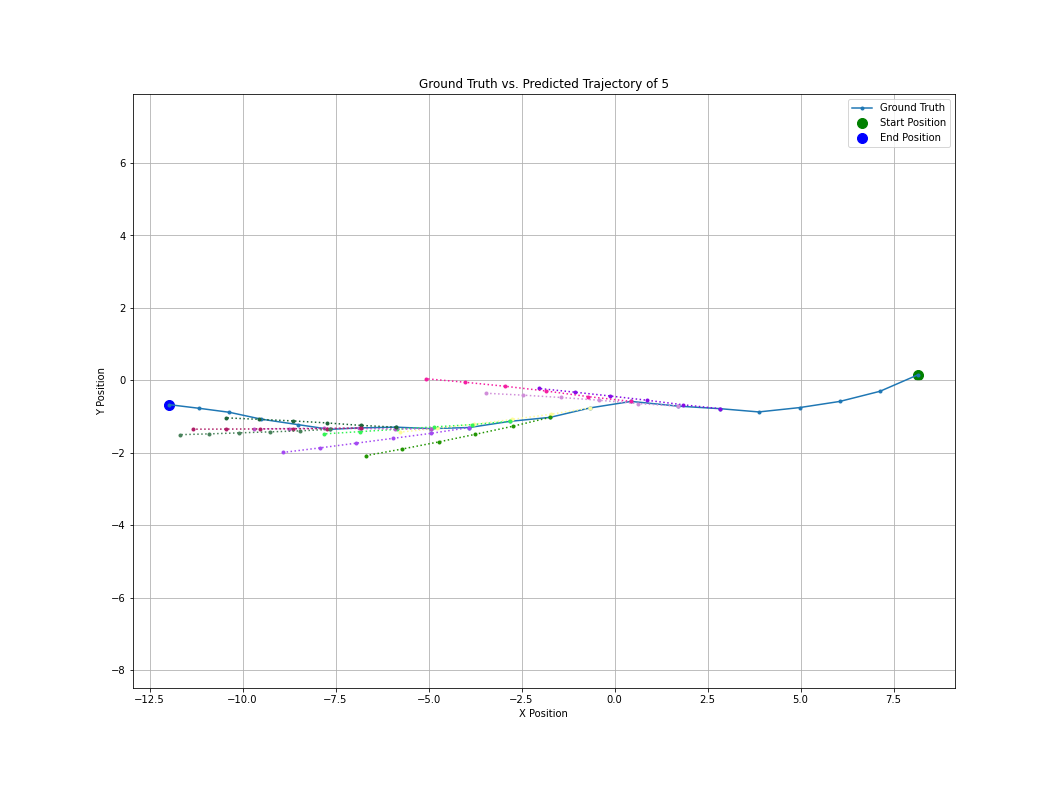 Ground Truth vs. Predicted Trajectory of 5
Ground Truth
Start Position
End Position
6
4
2
0
−2
−4
−6
−8
Y Position
−12.5 −10.0 −7.5 −5.0 −2.5 0.0 2.5 5.0 7.5
X Position